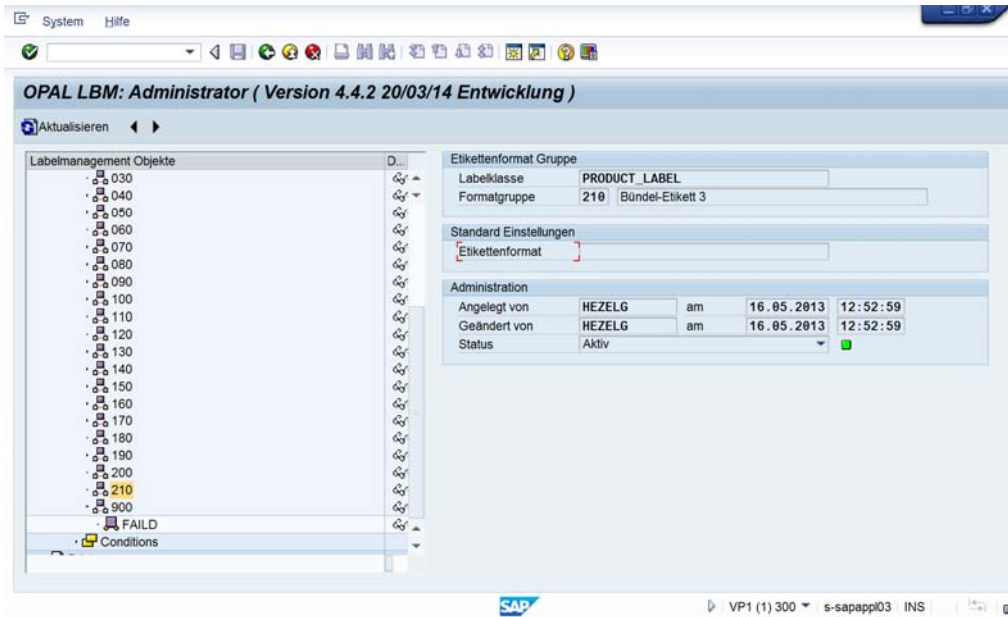 System Hilfe
OPAL LBM: Administrator ( Version 4.4.2 20/03/14 Entwicklung )
Aktualisieren
Labelmanagement Objekte D...
030
040
050
060
070
080
090
100
110
120
130
140
150
160
170
180
190
200
210
900
FAILD
Conditions
Etikettenformat Gruppe
Labelklasse PRODUCT_LABEL
Formatgruppe 210 Bündel-Etikett 3
Standard Einstellungen
Etikettenformat
Administration
Angelegt von HEZELG am 16.05.2013 12:52:59
Geändert von HEZELG am 16.05.2013 12:52:59
Status Aktiv
SAP VP1 (1) 300 s-sapappl03 INS